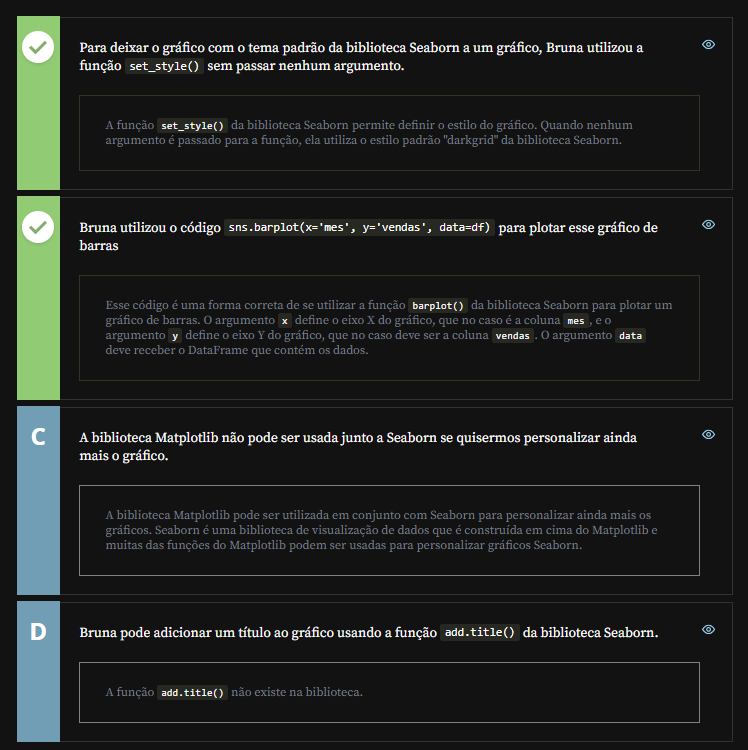 Para deixar o gráfico com o tema padrão da biblioteca Seaborn a um gráfico, Bruna utilizou a
função set_style() sem passar nenhum argumento.
A função set_style() da biblioteca Seaborn permite definir o estilo do gráfico. Quando nenhum
argumento é passado para a função, ela utiliza o estilo padrão "darkgrid" da biblioteca Seaborn.
Bruna utilizou o código sns.barplot(x='mes', y='vendas', data=df) para plotar esse gráfico de
barras
Esse código é uma forma correta de se utilizar a função barplot() da biblioteca Seaborn para plotar um
gráfico de barras. O argumento x define o eixo X do gráfico, que no caso é a coluna mes, e o
argumento y define o eixo Y do gráfico, que no caso deve ser a coluna vendas. O argumento data
deve receber o DataFrame que contém os dados.
C
A biblioteca Matplotlib não pode ser usada junto a Seaborn se quisermos personalizar ainda
mais o gráfico.
A biblioteca Matplotlib pode ser utilizada em conjunto com Seaborn para personalizar ainda mais os
gráficos. Seaborn é uma biblioteca de visualização de dados que é construída em cima do Matplotlib e
muitas das funções do Matplotlib podem ser usadas para personalizar gráficos Seaborn.
D
Bruna pode adicionar um título ao gráfico usando a função add.title() da biblioteca Seaborn.
A função add.title() não existe na biblioteca.